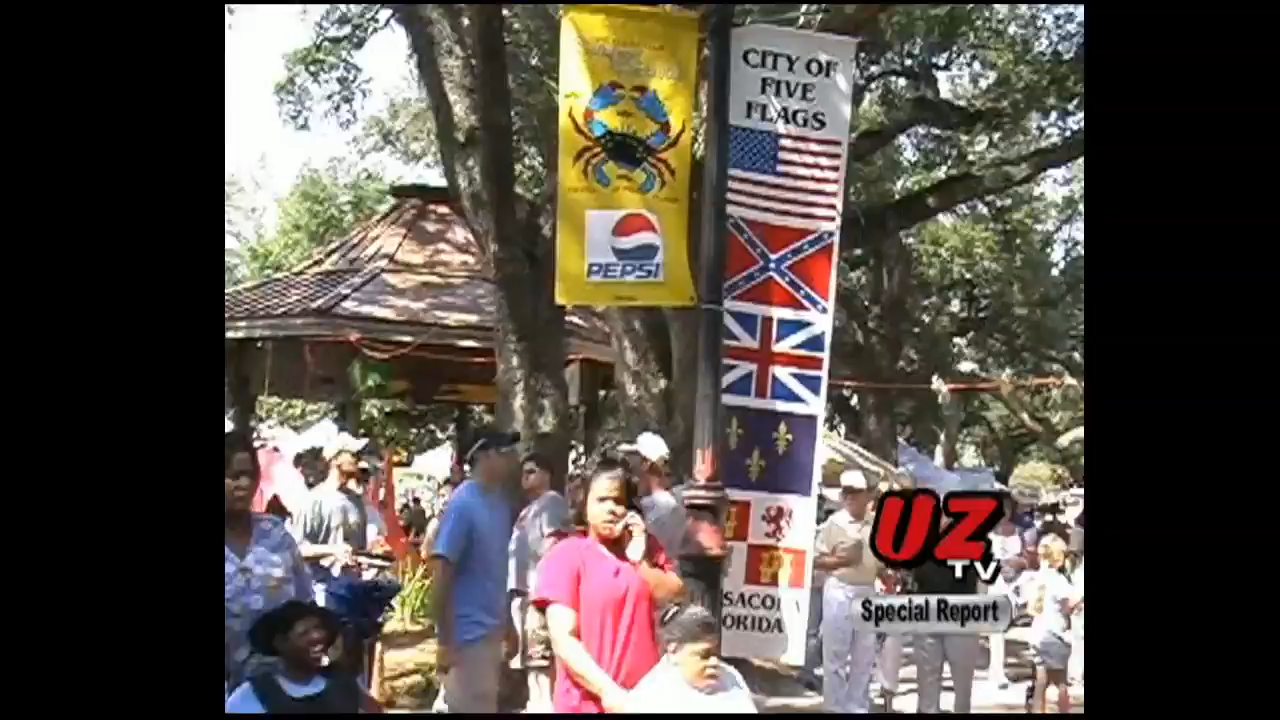 PEPSI
CITY OF
FIVE
FLAGS
SACO
ORIDA
UZ
TV
Special Report